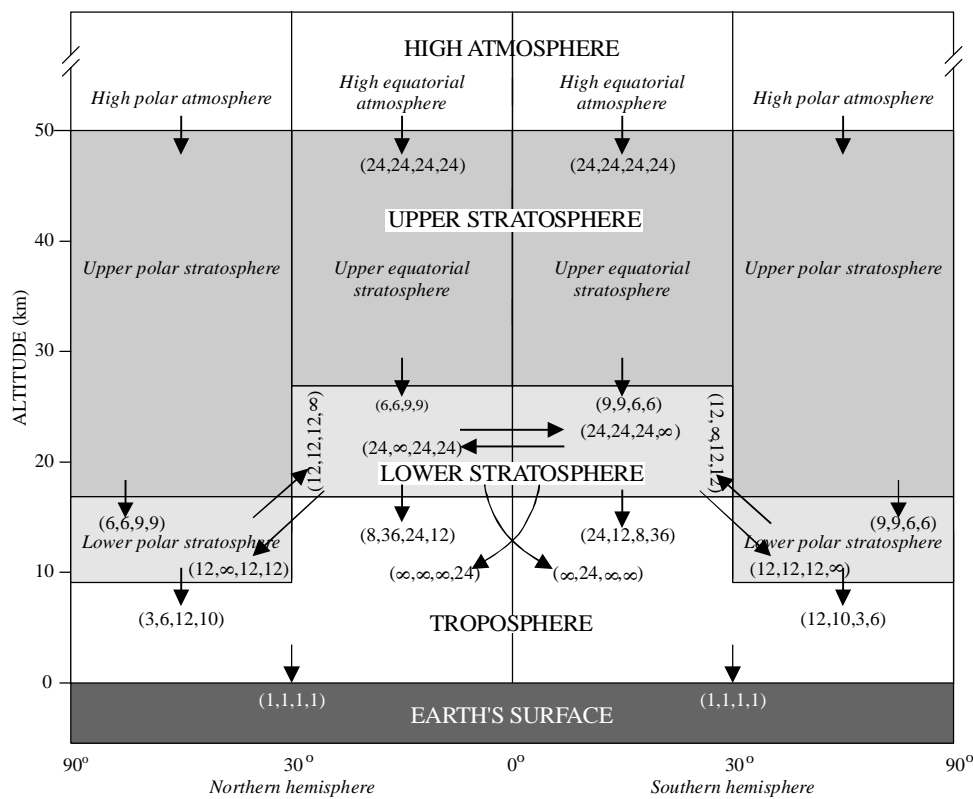 HIGH ATMOSPHERE
High polar atmosphere
High equatorial
atmosphere
High equatorial
atmosphere
High polar atmosphere
50
(24,24,24,24)
(24,24,24,24)
UPPER STRATOSPHERE
40
Upper polar stratosphere
Upper equatorial
stratosphere
Upper equatorial
stratosphere
Upper polar stratosphere
ALTITUDE (km)
30
(6,6,9,9)
(9,9,6,6)
(12,12,12,∞)
(24,∞,24,24)
(24,24,24,∞)
(12,∞,12,12)
20
LOWER STRATOSPHERE
(6,6,9,9)
(9,9,6,6)
(8,36,24,12)
(24,12,8,36)
Lower polar stratosphere
Lower polar stratosphere
(12,∞,12,12)
(∞,∞,∞,24)
(∞,24,∞,∞)
(12,12,12,∞)
10
(3,6,12,10)
(12,10,3,6)
TROPOSPHERE
0
(1,1,1,1)
(1,1,1,1)
EARTH'S SURFACE
90° 30° 0° 30° 90°
Northern hemisphere Southern hemisphere